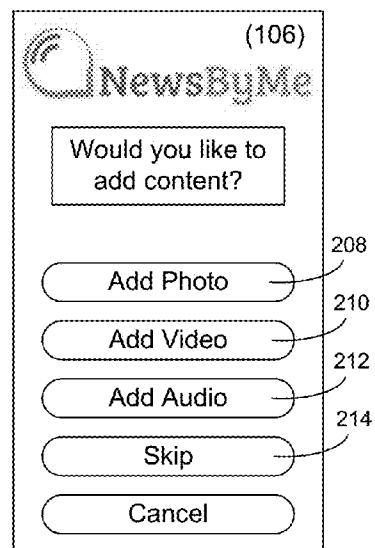 (106)
NewsByMe
Would you like to
add content?
208
Add Photo
210
Add Video
212
Add Audio
214
Skip
Cancel